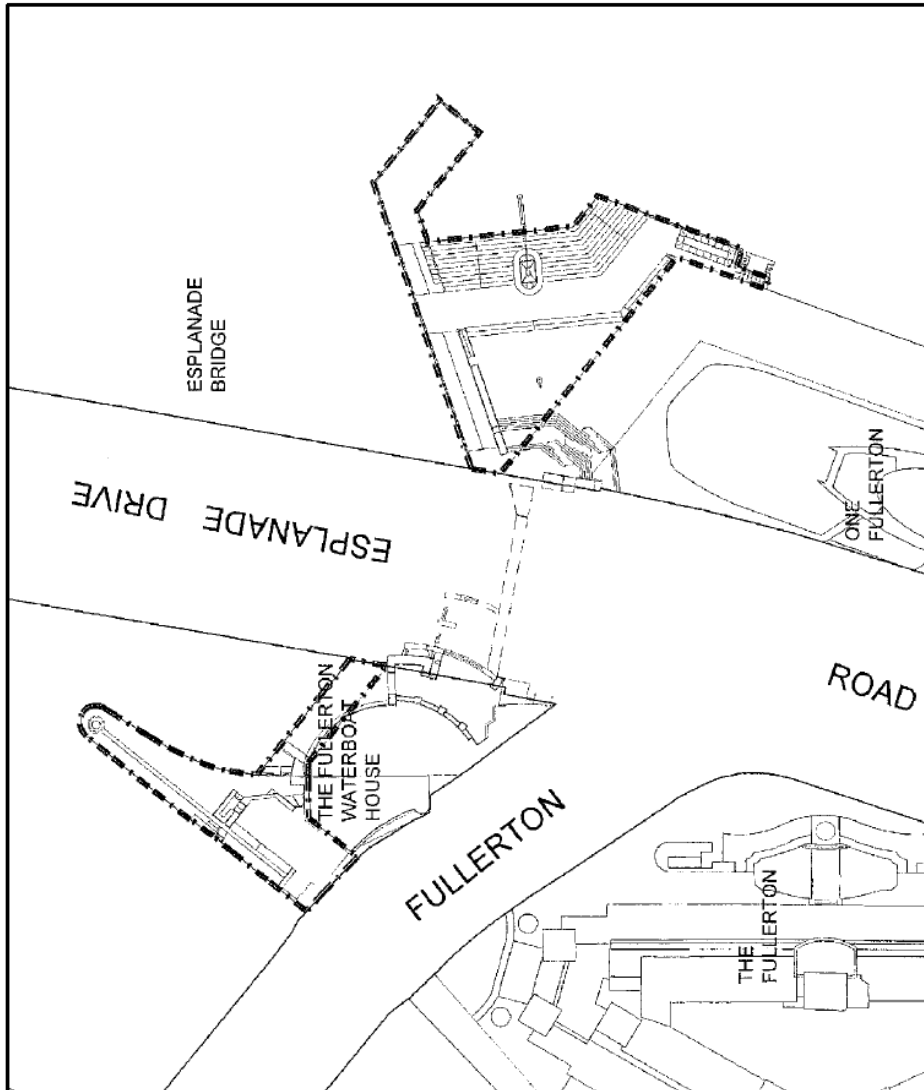 ESPLANADE
BRIDGE
ESPLANADE DRIVE
ONE
FULLERTON
THE FULLERTON
WATERBOAT
HOUSE
FULLERTON
ROAD
THE
FULLERTON